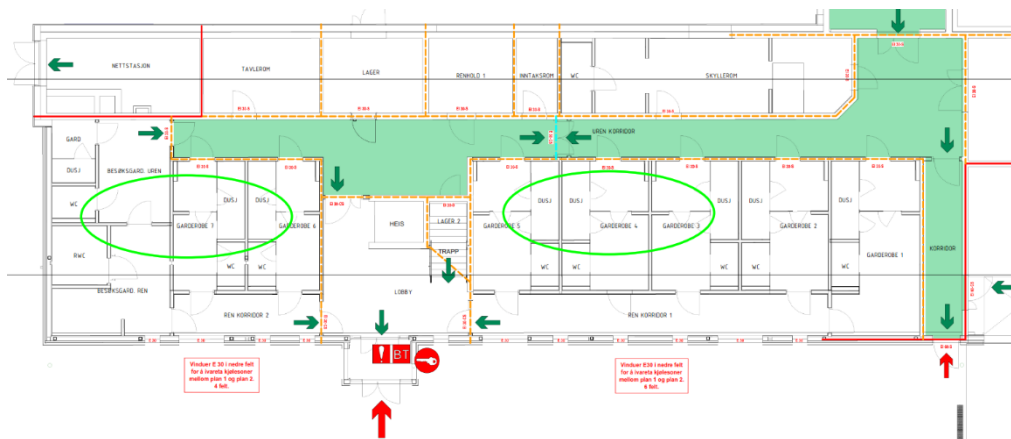 NETTSTASJON
TAVLEROM
LAGER
RENHOLD 1
INNTAKSROM
WC
SKYLLEROM
UREN KORRIDOR
GARD
DUSJ
WC
BESØKSGARD. UREN
RWC
BESØKSGARD. REN
DUSJ
DUSJ
GARDEROBE 7
GARDEROBE 6
WC
WC
REN KORRIDOR 2
HEIS
LAGER 2
TRAPP
LOBBY
DUSJ
DUSJ
DUSJ
DUSJ
GARDEROBE 5
GARDEROBE 4
GARDEROBE 3
GARDEROBE 2
GARDEROBE 1
WC
WC
WC
WC
REN KORRIDOR 1
KORRIDOR
BT
Vinduer E 30 i nedre felt
for å ivareta kjølesoner
mellom plan 1 og plan 2.
4 felt.
Vinduer E30 i nedre felt
for å ivareta kjølesoner
mellom plan 1 og plan 2.
6 felt.